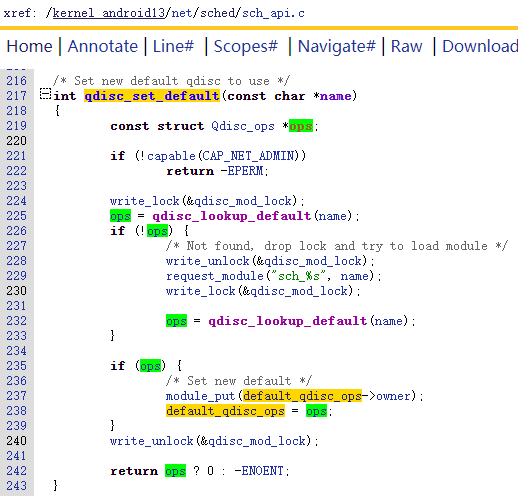 xref: /kernel_android13/net/sched/sch_api.c
Home | Annotate | Line# | Scopes# | Navigate# | Raw | Download
216 /* Set new default qdisc to use */
217 int qdisc_set_default(const char *name)
218 {
219 const struct Qdisc_ops *ops;
220
221 if (!capable(CAP_NET_ADMIN))
222 return -EPERM;
223
224 write_lock(&qdisc_mod_lock);
225 ops = qdisc_lookup_default(name);
226 if (!ops) {
227 /* Not found, drop lock and try to load module */
228 write_unlock(&qdisc_mod_lock);
229 request_module("sch_%s", name);
230 write_lock(&qdisc_mod_lock);
231
232 ops = qdisc_lookup_default(name);
233 }
234
235 if (ops) {
236 /* Set new default */
237 module_put(default_qdisc_ops->owner);
238 default_qdisc_ops = ops;
239 }
240 write_unlock(&qdisc_mod_lock);
241
242 return ops ? 0 : -ENOENT;
243 }